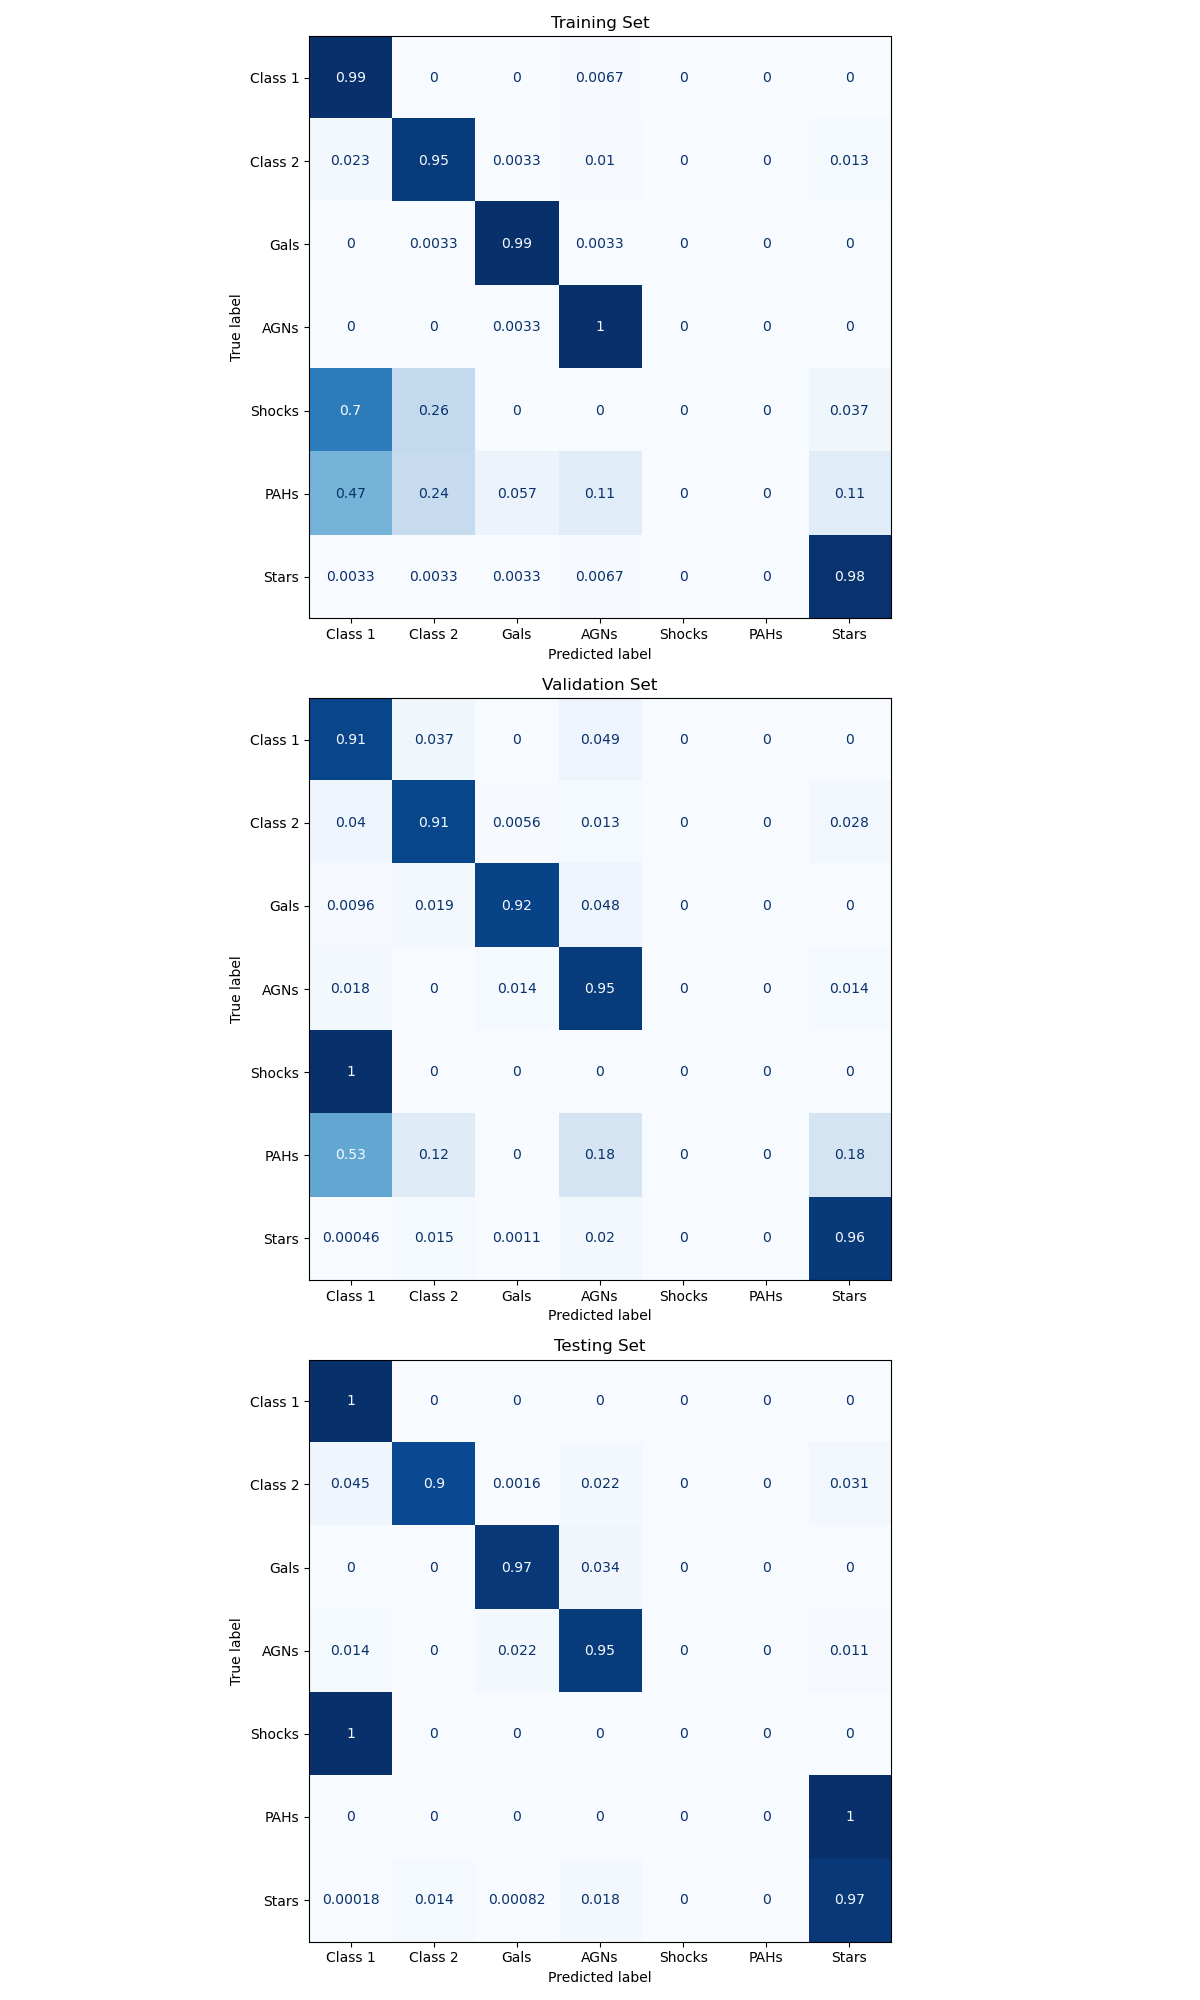 Training Set
Class 1 0.99 0 0 0.0067 0 0 0
Class 2 0.023 0.95 0.0033 0.01 0 0 0.013
Gals 0 0.0033 0.99 0.0033 0 0 0
AGNs 0 0 0.0033 1 0 0 0
Shocks 0.7 0.26 0 0 0 0 0.037
PAHs 0.47 0.24 0.057 0.11 0 0 0.11
Stars 0.0033 0.0033 0.0033 0.0067 0 0 0.98
True label
Class 1 Class 2 Gals AGNs Shocks PAHs Stars
Predicted label
Validation Set
Class 1 0.91 0.037 0 0.049 0 0 0
Class 2 0.04 0.91 0.0056 0.013 0 0 0.028
Gals 0.0096 0.019 0.92 0.048 0 0 0
AGNs 0.018 0 0.014 0.95 0 0 0.014
Shocks 1 0 0 0 0 0 0
PAHs 0.53 0.12 0 0.18 0 0 0.18
Stars 0.00046 0.015 0.0011 0.02 0 0 0.96
True label
Class 1 Class 2 Gals AGNs Shocks PAHs Stars
Predicted label
Testing Set
Class 1 1 0 0 0 0 0 0
Class 2 0.045 0.9 0.0016 0.022 0 0 0.031
Gals 0 0 0.97 0.034 0 0 0
AGNs 0.014 0 0.022 0.95 0 0 0.011
Shocks 1 0 0 0 0 0 0
PAHs 0 0 0 0 0 0 1
Stars 0.00018 0.014 0.00082 0.018 0 0 0.97
True label
Class 1 Class 2 Gals AGNs Shocks PAHs Stars
Predicted label